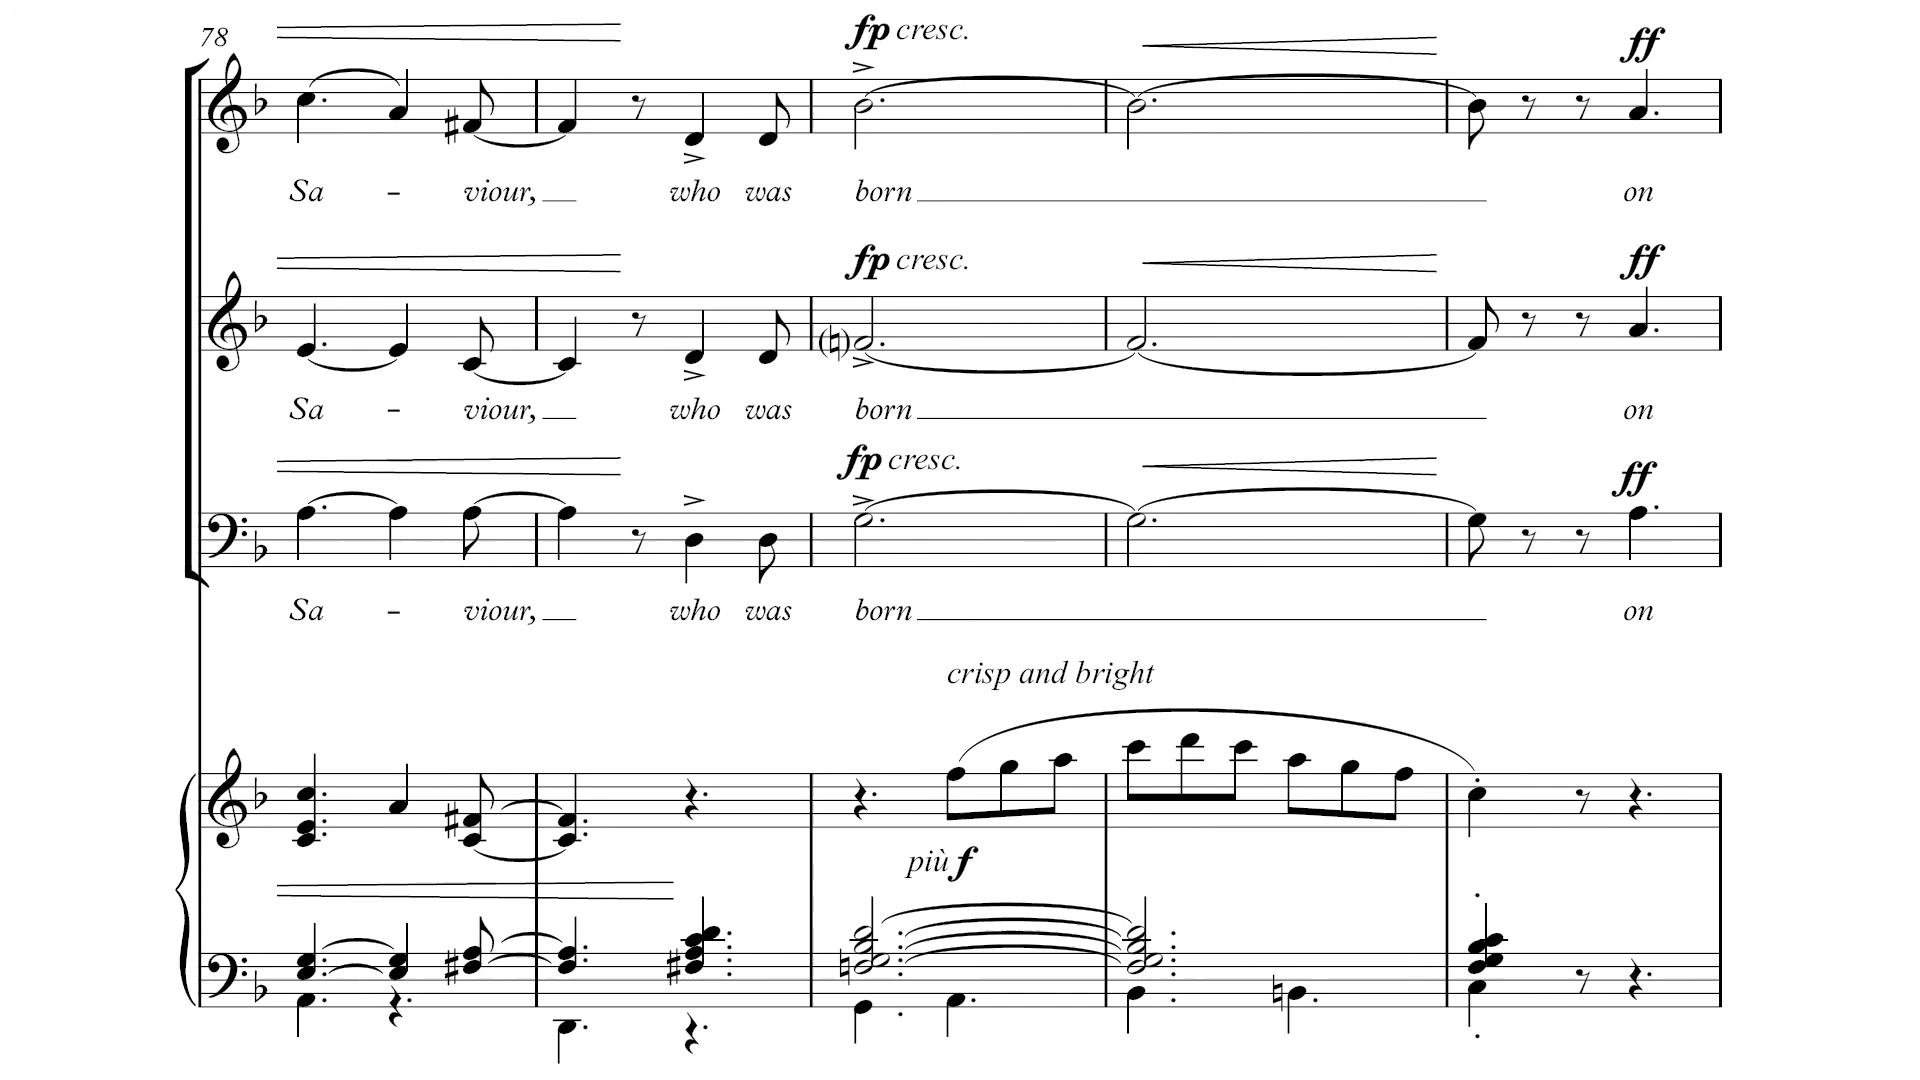 78
fp cresc.
ff
Sa - viour, who was born on
fp cresc.
ff
Sa - viour, who was born on
fp cresc.
ff
Sa - viour, who was born on
crisp and bright
più f